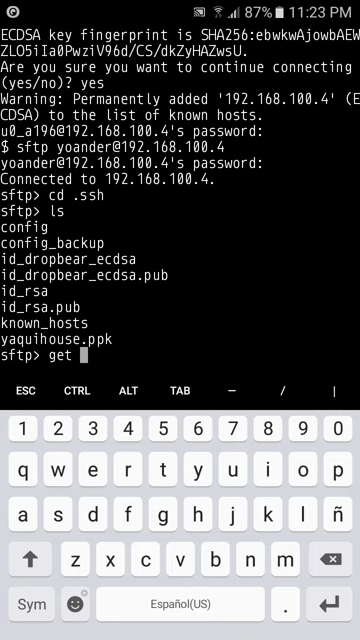 87% 11:23 PM
ECDSA key fingerprint is SHA256:ebwkwAjowbAEW
ZLO5iIa0PwziV96d/CS/dkZyHAZwsU.
Are you sure you want to continue connecting
(yes/no)? yes
Warning: Permanently added '192.168.100.4' (E
CDSA) to the list of known hosts.
u0_a196@192.168.100.4's password:
$ sftp yoander@192.168.100.4
yoander@192.168.100.4's password:
Connected to 192.168.100.4.
sftp> cd .ssh
sftp> ls
config
config_backup
id_dropbear_ecdsa
id_dropbear_ecdsa.pub
id_rsa
id_rsa.pub
known_hosts
yaquihouse.ppk
sftp> get
ESC CTRL ALT TAB – / |
1 2 3 4 5 6 7 8 9 0
q w e r t y u i o p
a s d f g h j k l ñ
z x c v b n m
Sym Español(US) .